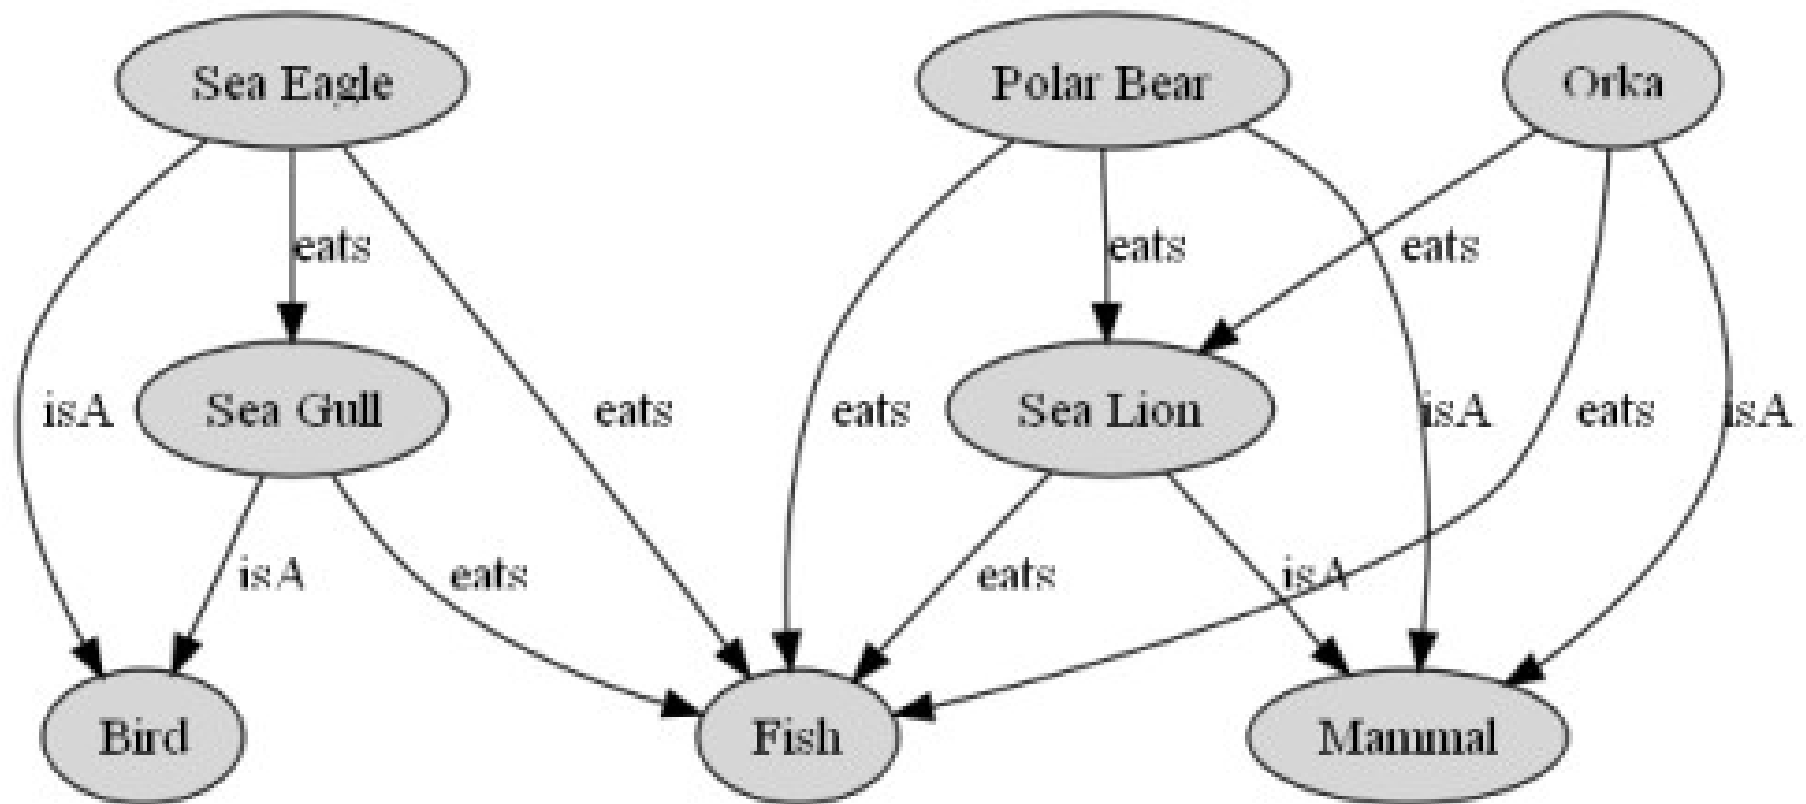 Sea Eagle
Polar Bear
Orka
eats
eats
eats
isA
Sea Gull
eats
eats
Sea Lion
isA
eats
isA
isA
eats
eats
isA
Bird
Fish
Mammal